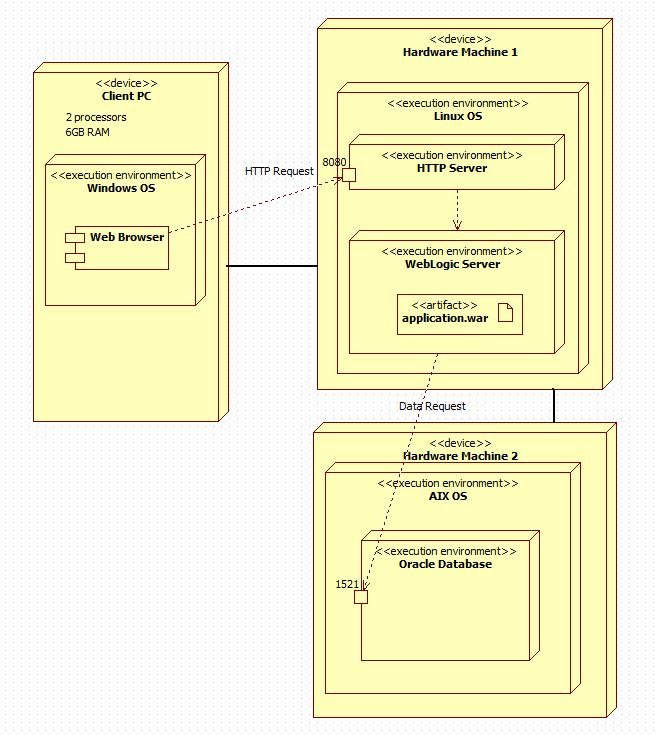 <<device>>
Client PC
2 processors
6GB RAM
<<execution environment>>
Windows OS
Web Browser
HTTP Request
<<device>>
Hardware Machine 1
<<execution environment>>
Linux OS
8080
<<execution environment>>
HTTP Server
<<execution environment>>
WebLogic Server
<<artifact>>
application.war
Data Request
<<device>>
Hardware Machine 2
<<execution environment>>
AIX OS
<<execution environment>>
Oracle Database
1521